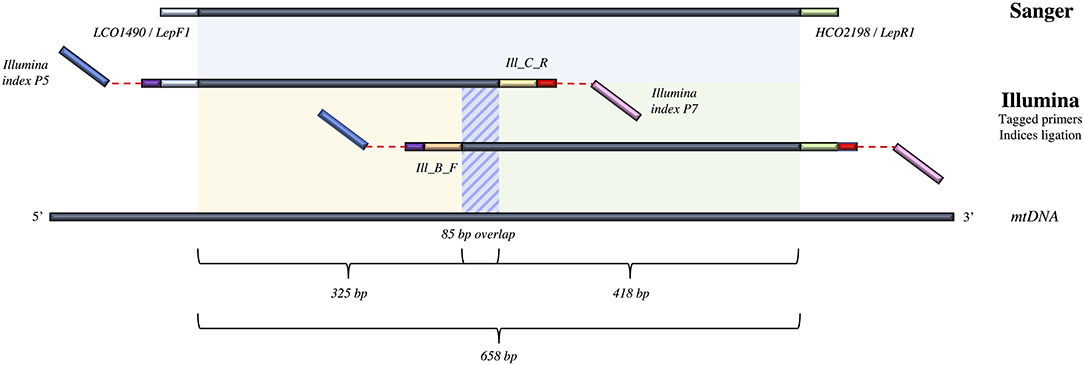 Sanger
LCO1490 / LepF1
HCO2198 / LepR1
Illumina
index P5
Ill_C_R
Illumina
index P7
Illumina
Tagged primers
Indices ligation
Ill_B_F
5’
3’
mtDNA
85 bp overlap
325 bp
418 bp
658 bp